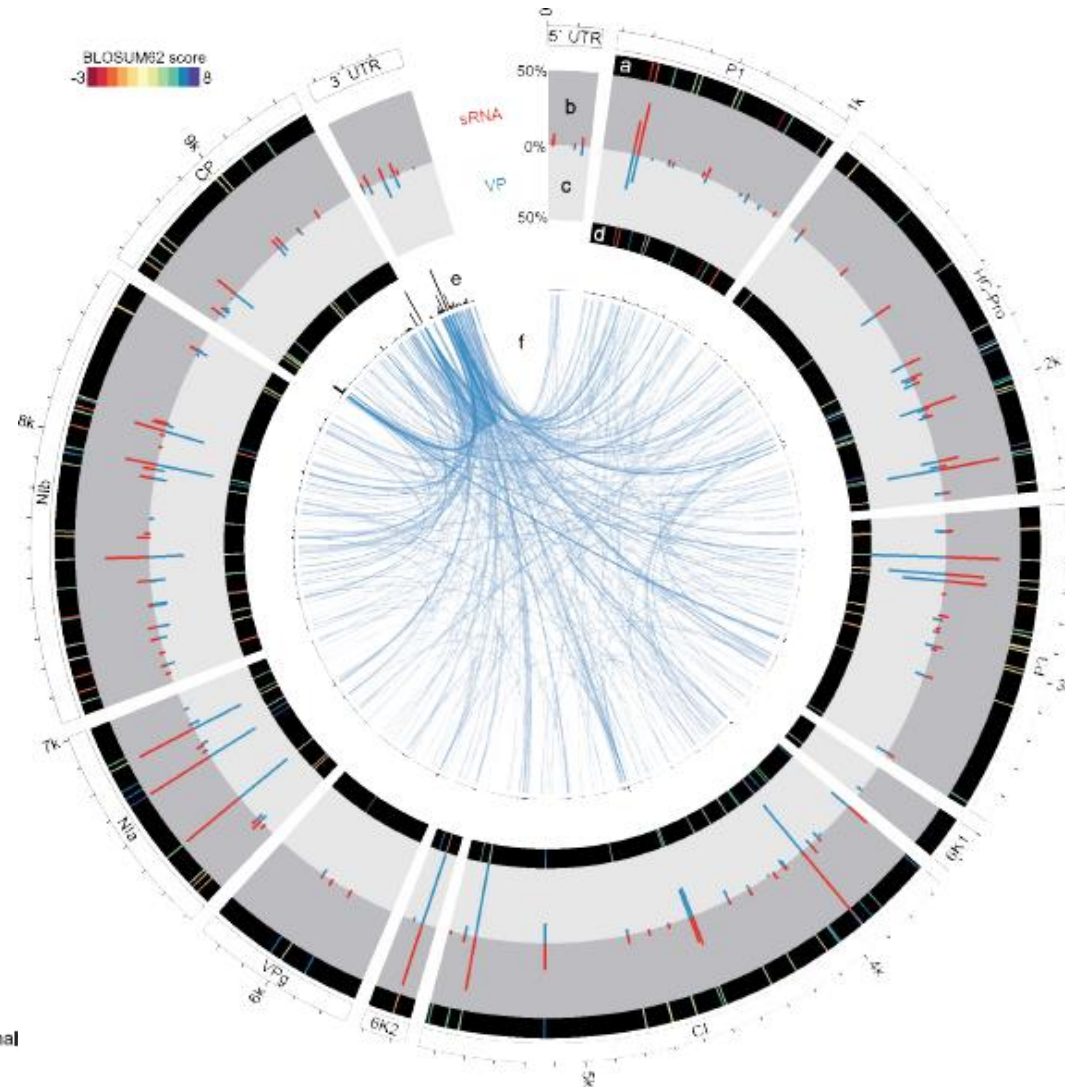 0
5´ UTR
BLOSUM62 score
-3
8
3´ UTR
50%
a
P1
b
sRNA
1k
9k
CP
0%
VP
c
50%
d
HC-Pro
e
f
2k
8k
NIb
P3
7k
NIa
6K1
VPg
6k
4k
6K2
CI
5k
nal